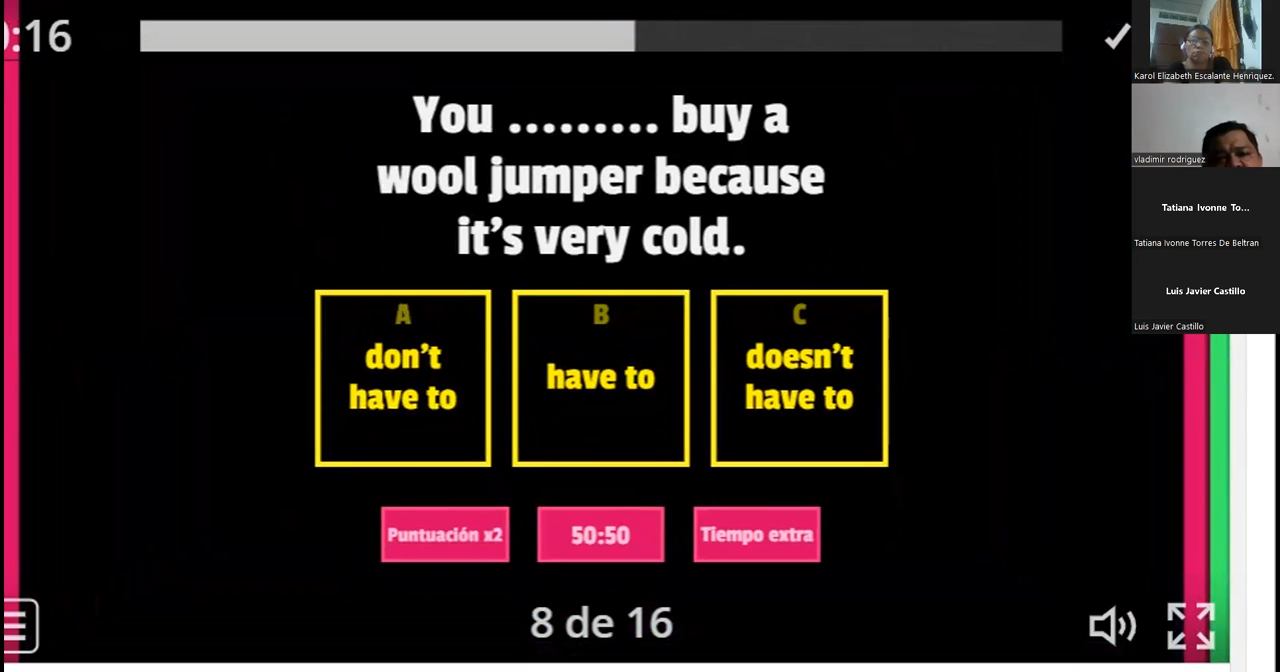 :16
Karol Elizabeth Escalante Henriquez.
You ......... buy a
wool jumper because
it's very cold.
vladimir rodriguez
Tatiana Ivonne To...
Tatiana Ivonne Torres De Beltran
Luis Javier Castillo
Luis Javier Castillo
A
don't
have to
B
have to
C
doesn't
have to
Puntuación x2
50:50
Tiempo extra
8 de 16